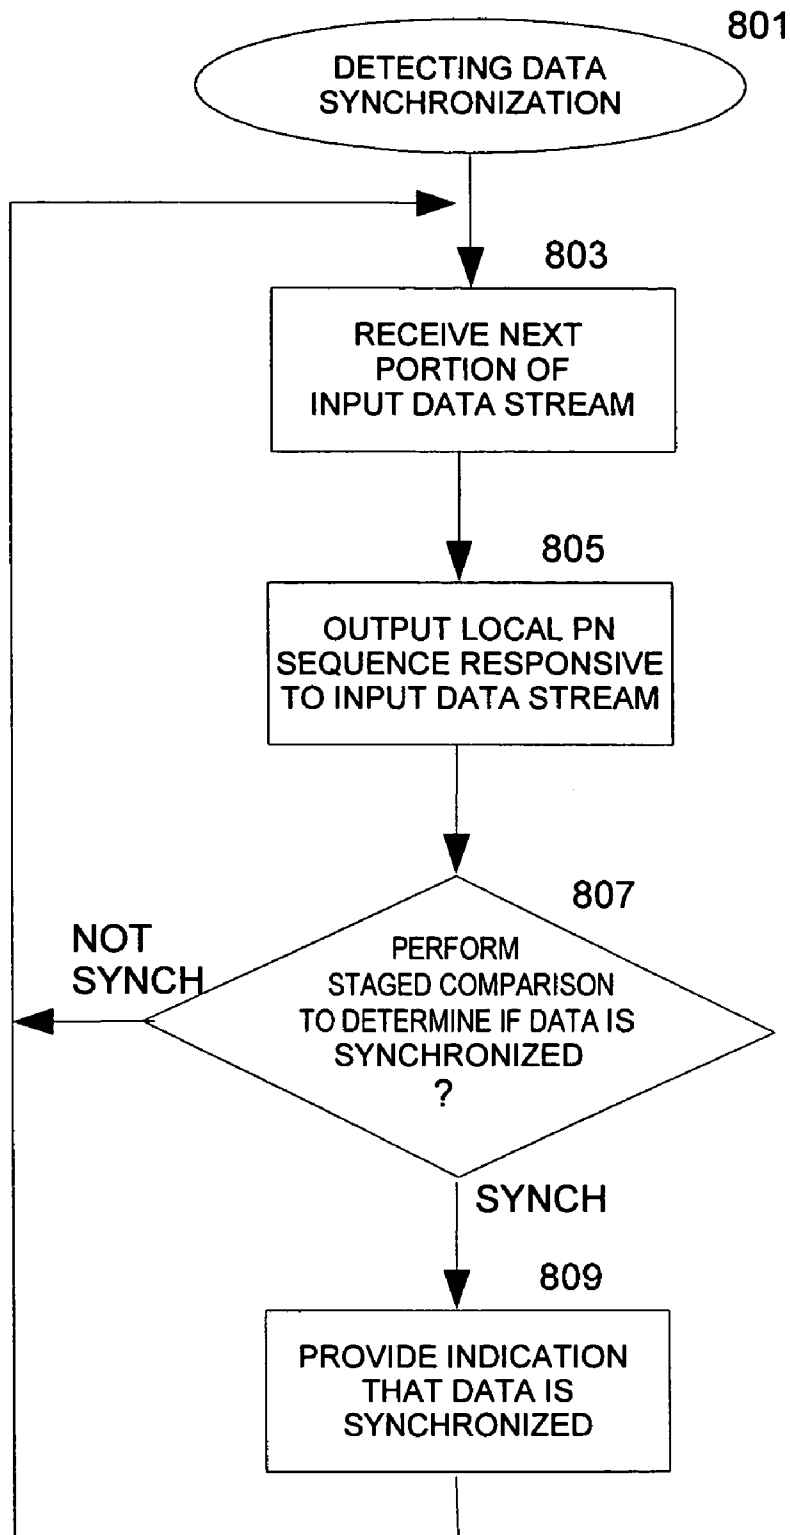 801
DETECTING DATA
SYNCHRONIZATION
803
RECEIVE NEXT
PORTION OF
INPUT DATA STREAM
805
OUTPUT LOCAL PN
SEQUENCE RESPONSIVE
TO INPUT DATA STREAM
807
NOT
SYNCH
PERFORM
STAGED COMPARISON
TO DETERMINE IF DATA IS
SYNCHRONIZED
?
SYNCH
809
PROVIDE INDICATION
THAT DATA IS
SYNCHRONIZED